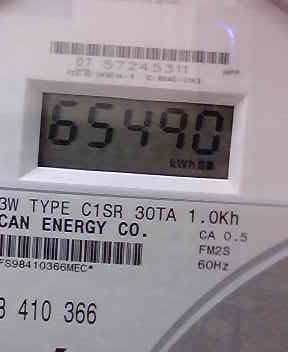 07 57245311
65490
kWh
3W TYPE C1SR 30TA 1.0Kh
CAN ENERGY CO.
CA 0.5
FM2S
60Hz
FS98410366MEC*
3 410 366